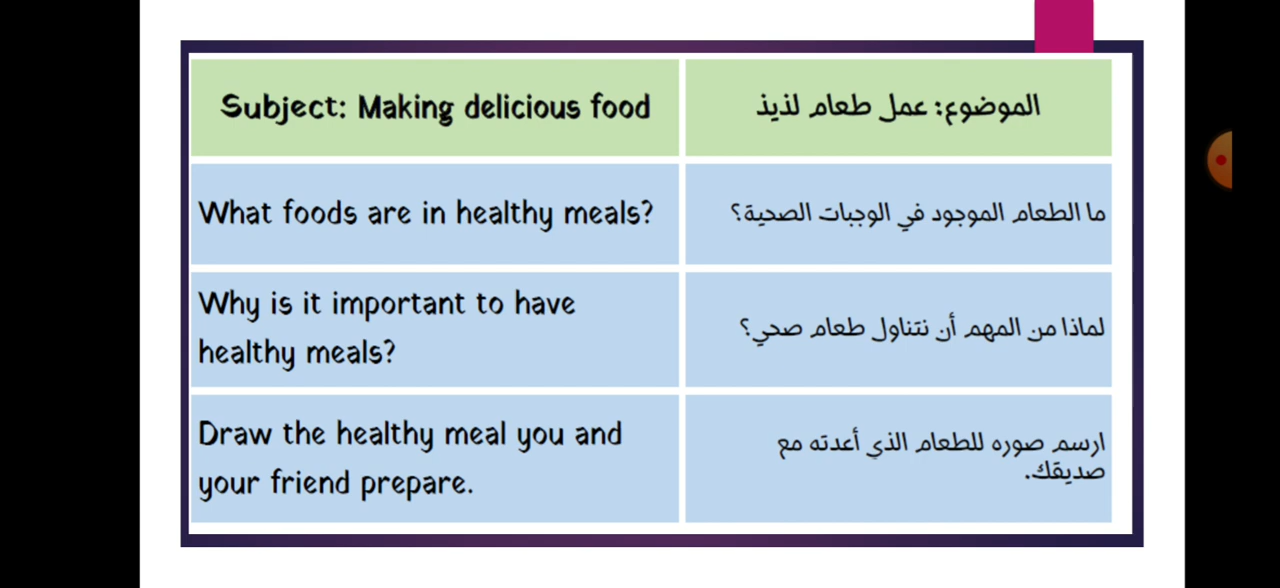 Subject: Making delicious food
الموضوع: عمل طعام لذيذ
What foods are in healthy meals?
ما الطعام الموجود في الوجبات الصحية؟
Why is it important to have
healthy meals?
لماذا من المهم أن نتناول طعام صحي؟
Draw the healthy meal you and
your friend prepare.
ارسم صوره للطعام الذي أعدته مع
صديقك.